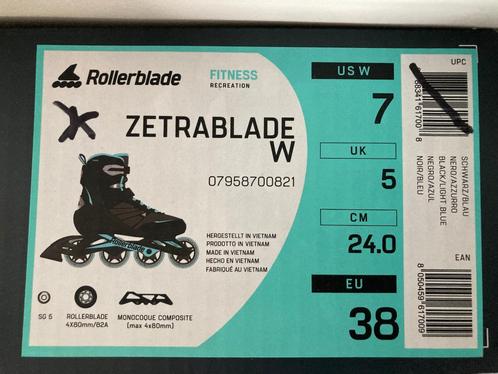 Rollerblade
FITNESS
RECREATION
ZETRABLADE
W
07958700821
HERGESTELLT IN VIETNAM
PRODOTTO IN VIETNAM
MADE IN VIETNAM
HECHO EN VIETNAM
FABRIQUÉ AU VIETNAM
Rollerblade
SG 5
ROLLERBLADE
4X80mm/82A
MONOCOQUE COMPOSITE
(max 4x80mm)
US W
7
UK
5
CM
24.0
EU
38
UPC
SCHWARZ/BLAU
NERO/AZZURRO
BLACK/LIGHT BLUE
NEGRO/AZUL
NOIR/BLEU
EAN
8 050459 617009